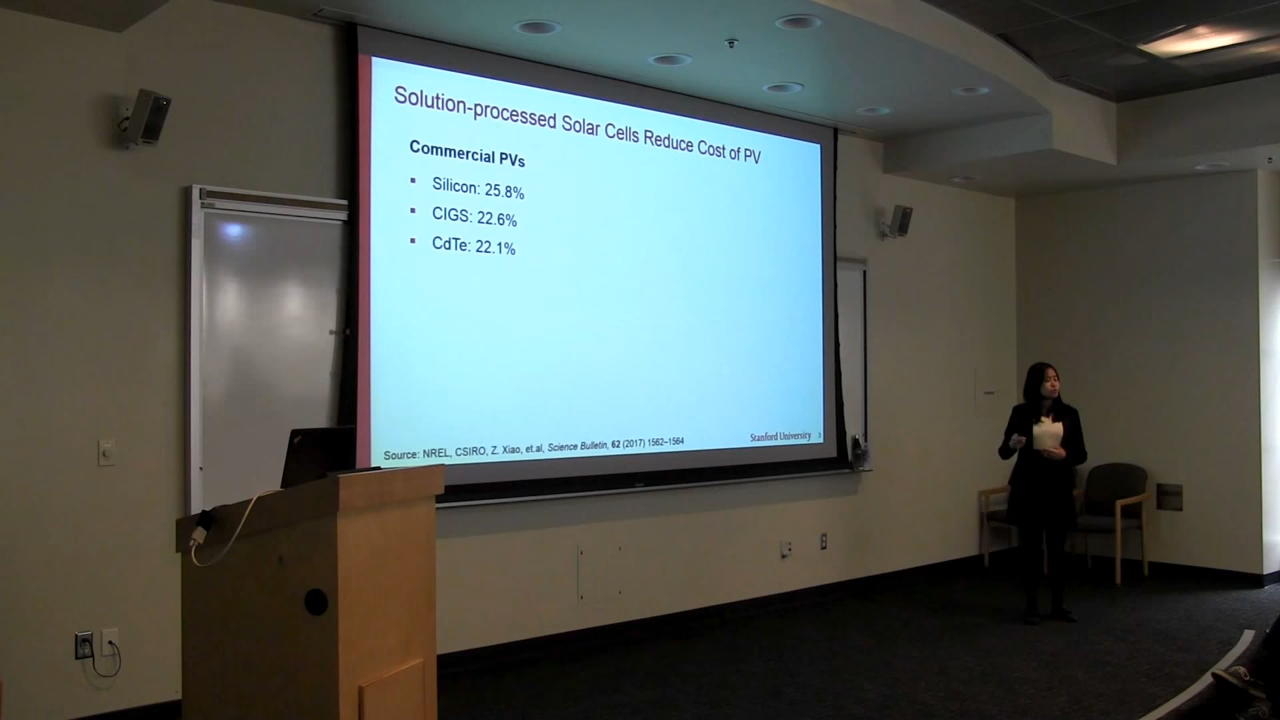 Solution-processed Solar Cells Reduce Cost of PV
Commercial PVs
▪ Silicon: 25.8%
▪ CIGS: 22.6%
▪ CdTe: 22.1%
Source: NREL, CSIRO, Z. Xiao, et.al, Science Bulletin, 62 (2017) 1562–1564
Stanford University